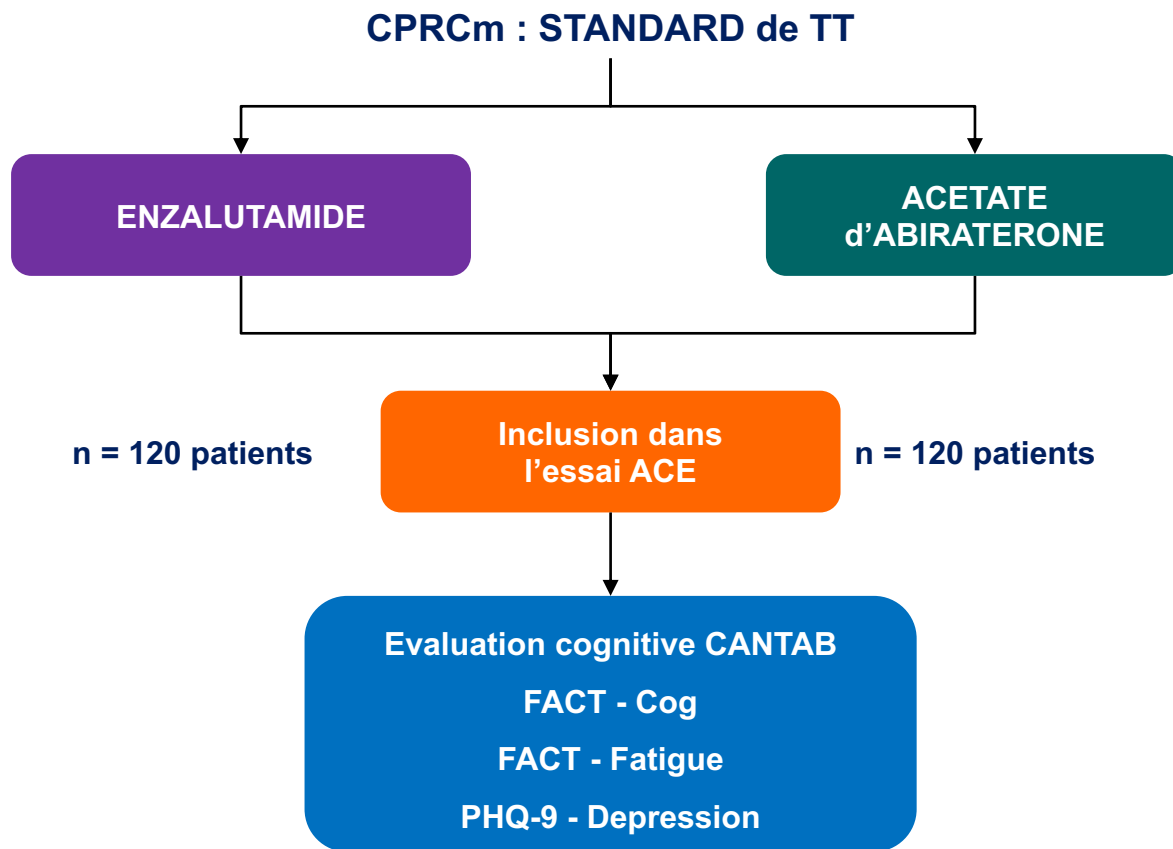 CPRCm : STANDARD de TT
ENZALUTAMIDE
ACETATE
d’ABIRATERONE
n = 120 patients
Inclusion dans
l’essai ACE
n = 120 patients
Evaluation cognitive CANTAB
FACT - Cog
FACT - Fatigue
PHQ-9 - Depression